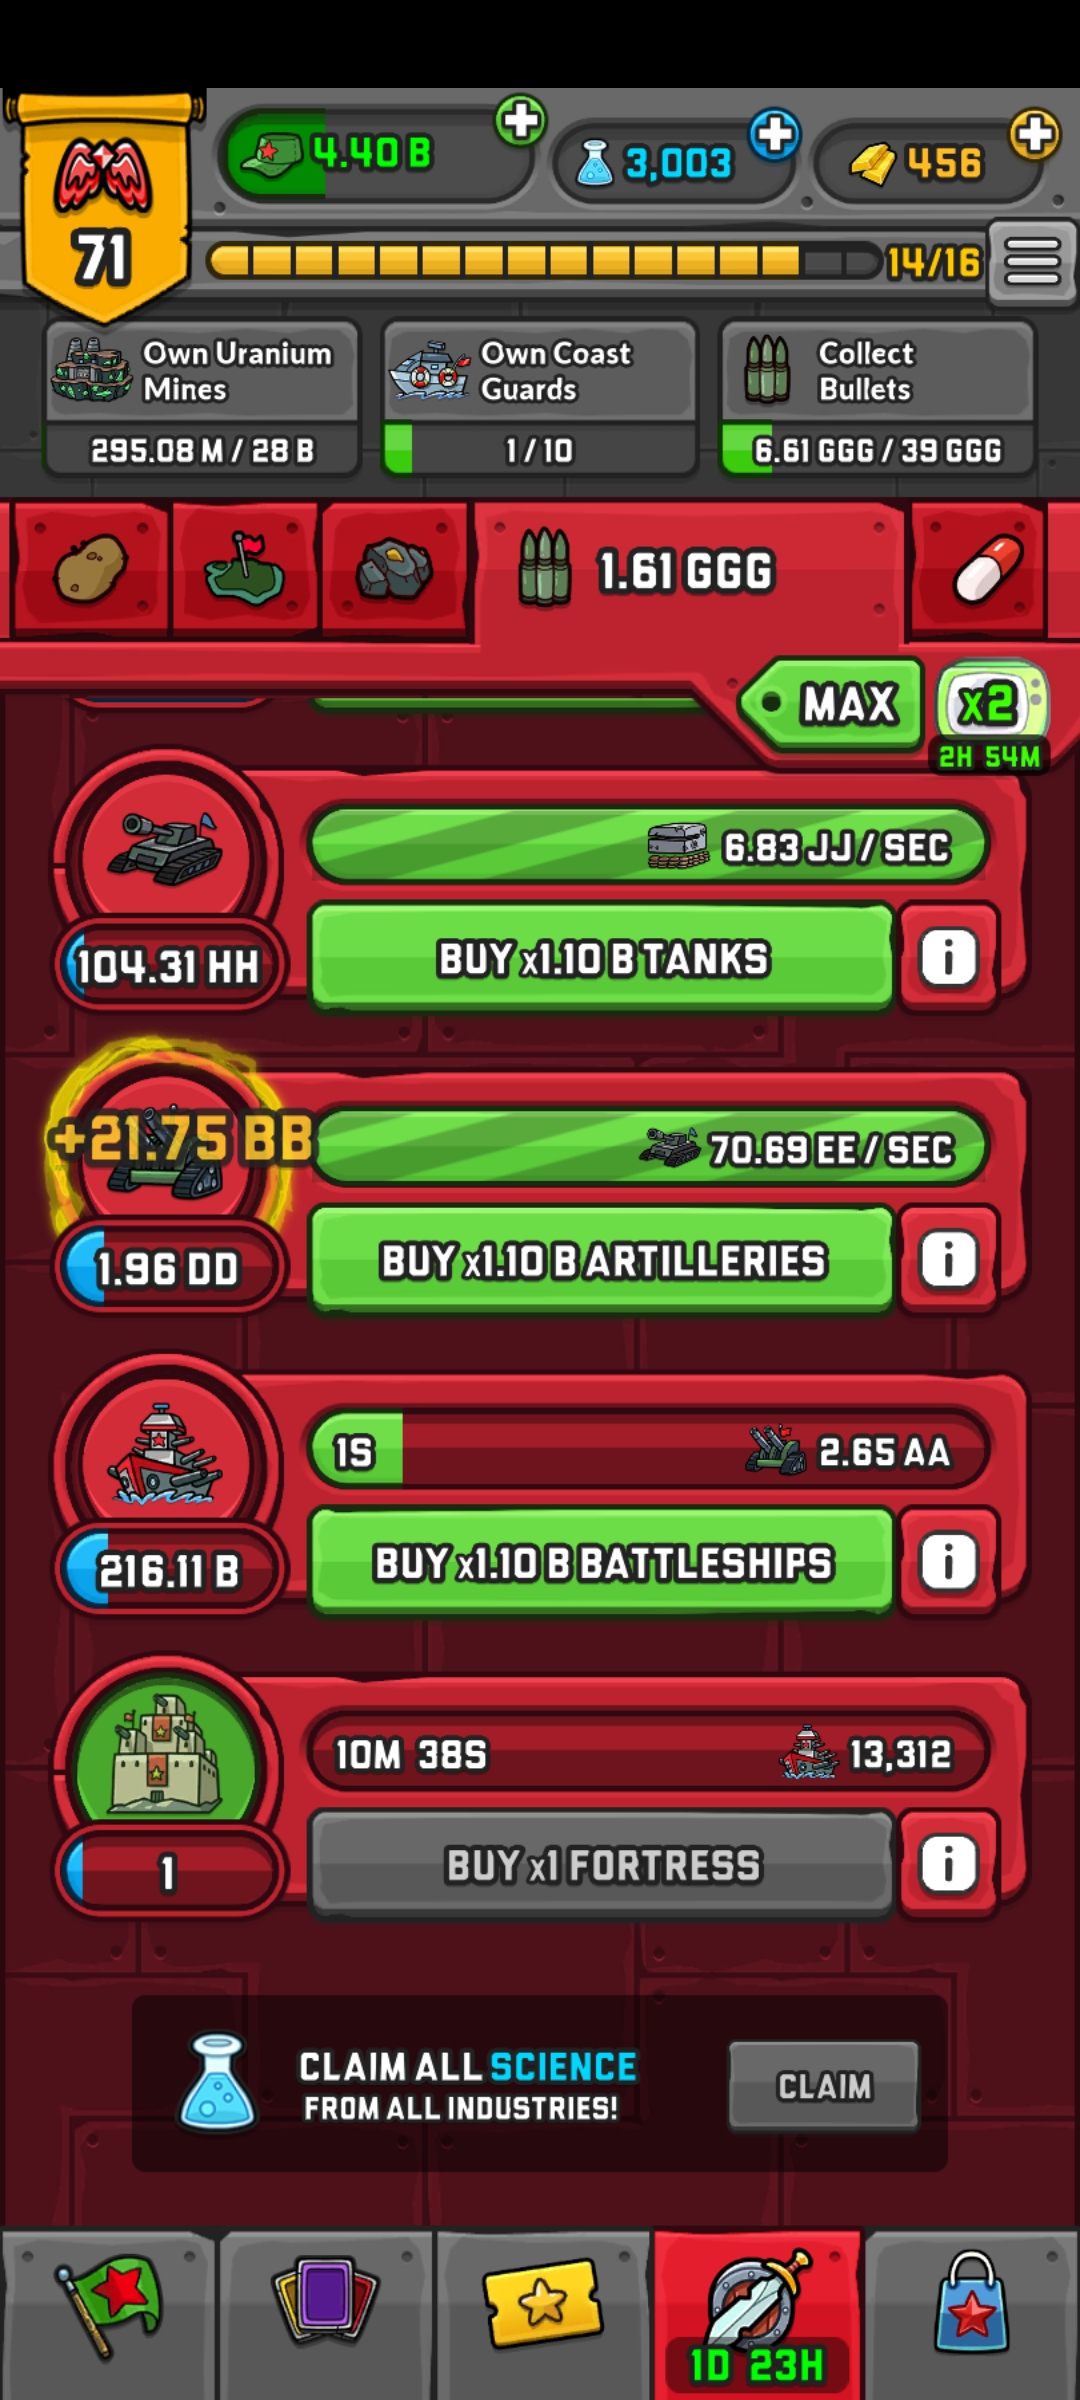 71
4.40 B
3,003
456
14/16
Own Uranium
Mines
295.08 M / 28 B
Own Coast
Guards
1 / 10
Collect
Bullets
6.61 GGG / 39 GGG
1.61 GGG
MAX
x2
2H 54M
6.83 JJ / SEC
104.31 HH
BUY x1.10 B TANKS
i
+21.75 BB
70.69 EE / SEC
1.96 DD
BUY x1.10 B ARTILLERIES
i
1S
2.65 AA
216.11 B
BUY x1.10 B BATTLESHIPS
i
10M 38S
13,312
1
BUY x1 FORTRESS
i
CLAIM ALL SCIENCE
FROM ALL INDUSTRIES!
CLAIM
1D 23H